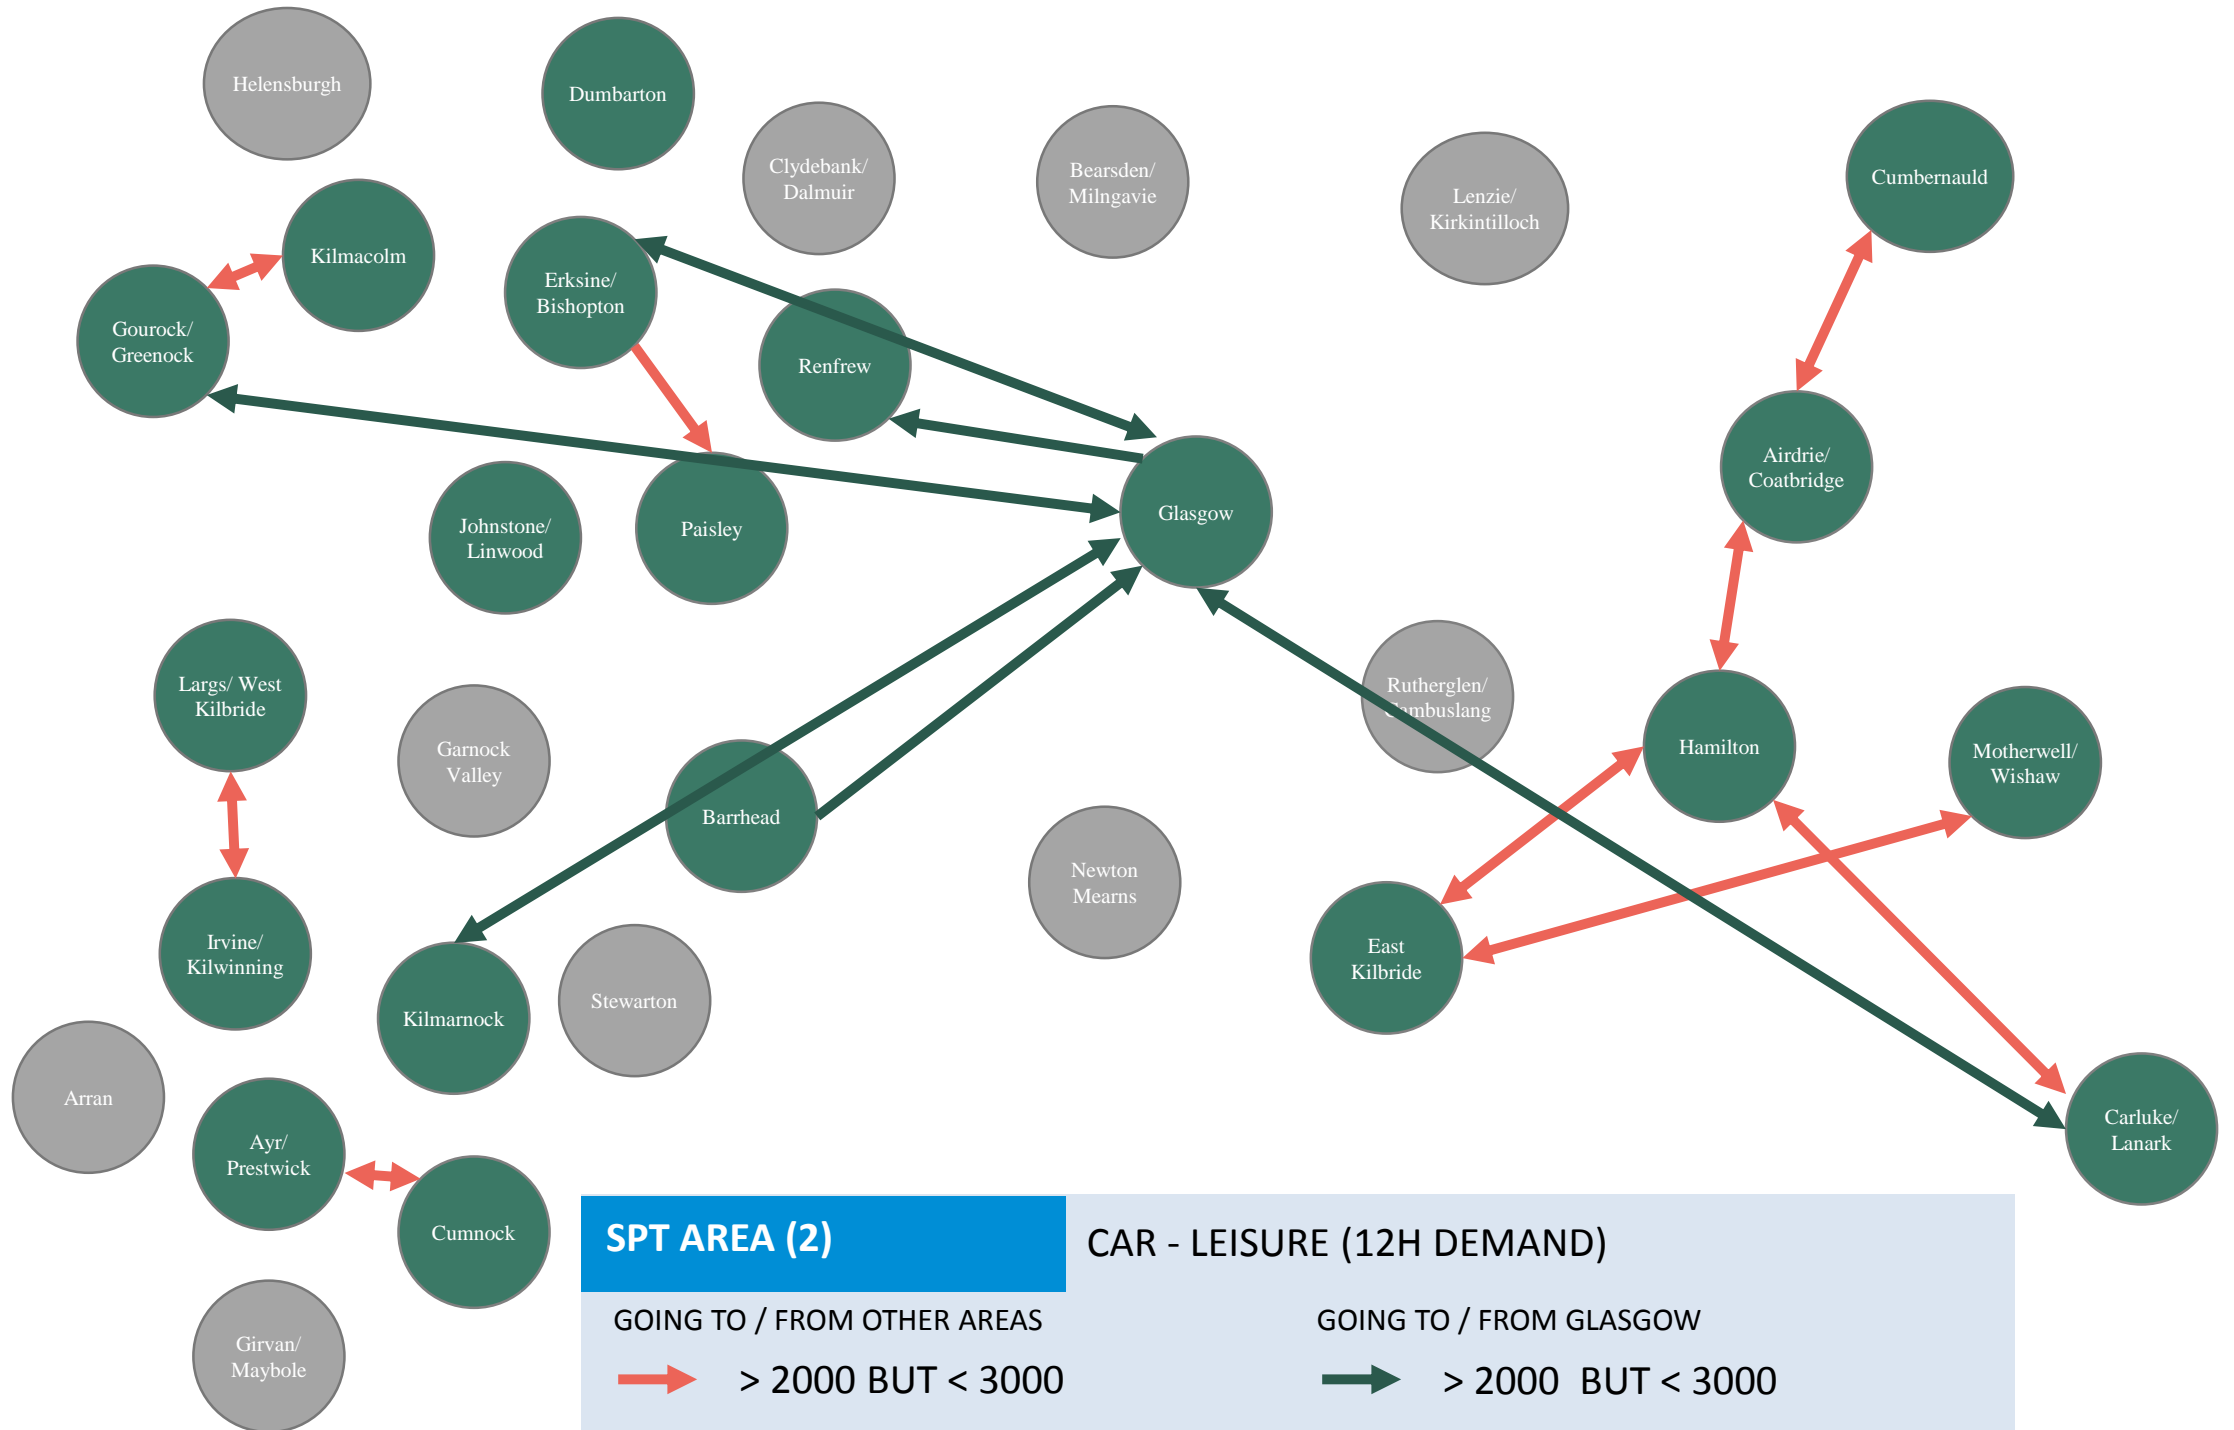 Helensburgh
Dumbarton
Clydebank/
Dalmuir
Bearsden/
Milngavie
Lenzie/
Kirkintilloch
Cumbernauld
Kilmacolm
Erksine/
Bishopton
Gourock/
Greenock
Renfrew
Airdrie/
Coatbridge
Johnstone/
Linwood
Paisley
Glasgow
Largs/ West
Kilbride
Garnock
Valley
Barrhead
Rutherglen/
Cambuslang
Hamilton
Motherwell/
Wishaw
Newton
Mearns
Irvine/
Kilwinning
Kilmarnock
Stewarton
East
Kilbride
Arran
Ayr/
Prestwick
Cumnock
Carluke/
Lanark
Girvan/
Maybole
SPT AREA (2)
CAR - LEISURE (12H DEMAND)
GOING TO / FROM OTHER AREAS
GOING TO / FROM GLASGOW
> 2000 BUT < 3000
> 2000 BUT < 3000